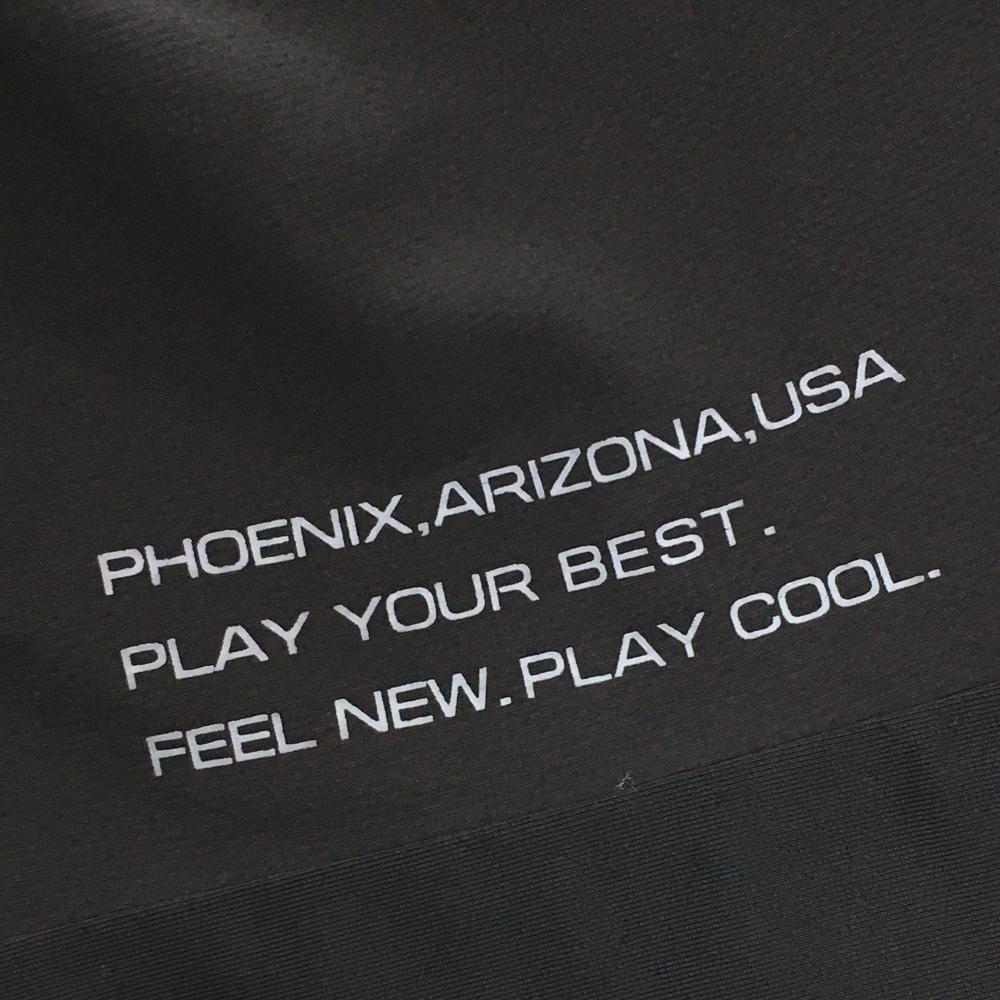 PHOENIX,ARIZONA,USA
PLAY YOUR BEST.
FEEL NEW.PLAY COOL.